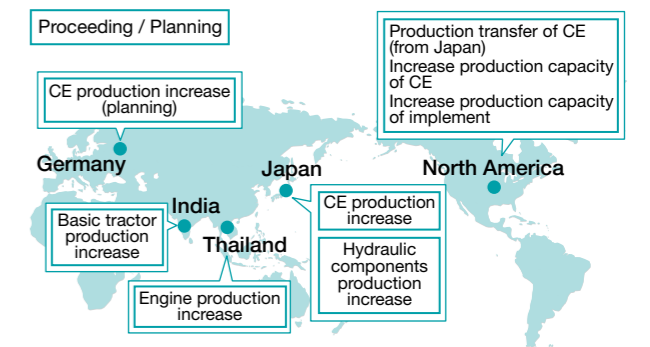 Proceeding / Planning
Production transfer of CE
(from Japan)
Increase production capacity
of CE
Increase production capacity
of implement
CE production increase
(planning)
Germany
Japan
North America
India
CE production
increase
Basic tractor
production
increase
Thailand
Hydraulic
components
production
increase
Engine production
increase